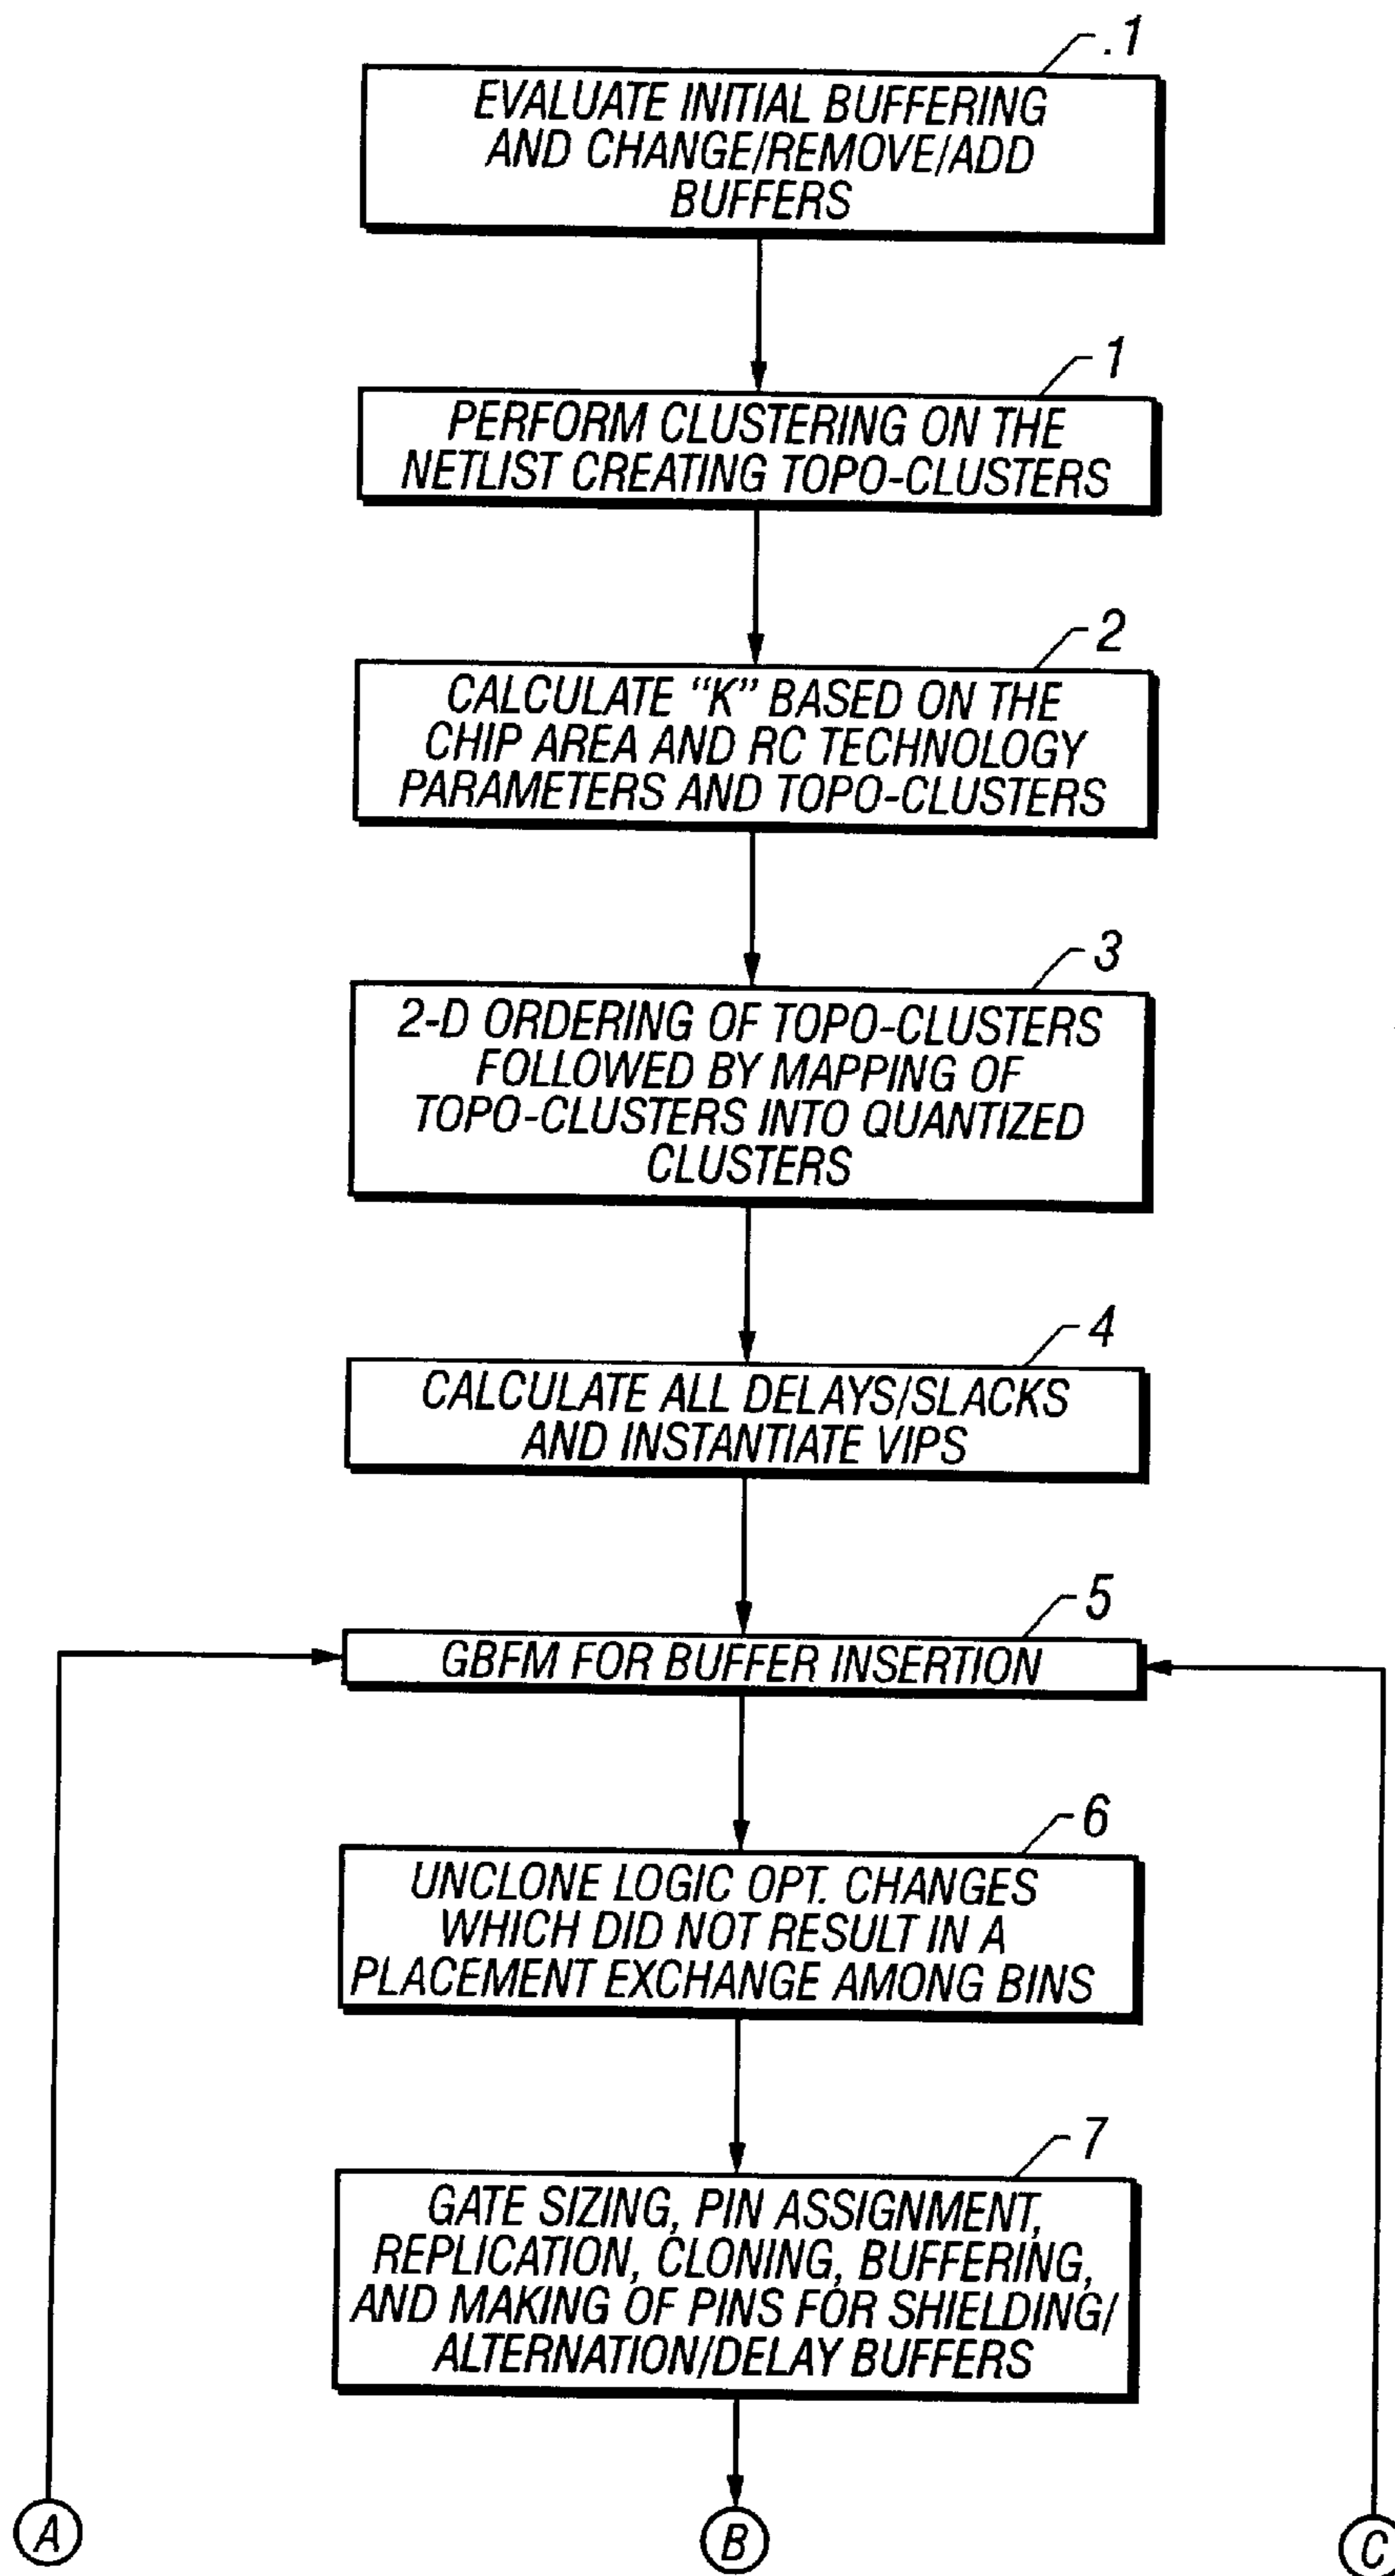 .1
EVALUATE INITIAL BUFFERING
AND CHANGE/REMOVE/ADD
BUFFERS
1
PERFORM CLUSTERING ON THE
NETLIST CREATING TOPO-CLUSTERS
2
CALCULATE “K” BASED ON THE
CHIP AREA AND RC TECHNOLOGY
PARAMETERS AND TOPO-CLUSTERS
3
2-D ORDERING OF TOPO-CLUSTERS
FOLLOWED BY MAPPING OF
TOPO-CLUSTERS INTO QUANTIZED
CLUSTERS
4
CALCULATE ALL DELAYS/SLACKS
AND INSTANTIATE VIPS
5
GBFM FOR BUFFER INSERTION
6
UNCLONE LOGIC OPT. CHANGES
WHICH DID NOT RESULT IN A
PLACEMENT EXCHANGE AMONG BINS
7
GATE SIZING, PIN ASSIGNMENT,
REPLICATION, CLONING, BUFFERING,
AND MAKING OF PINS FOR SHIELDING/
ALTERNATION/DELAY BUFFERS
A
B
C